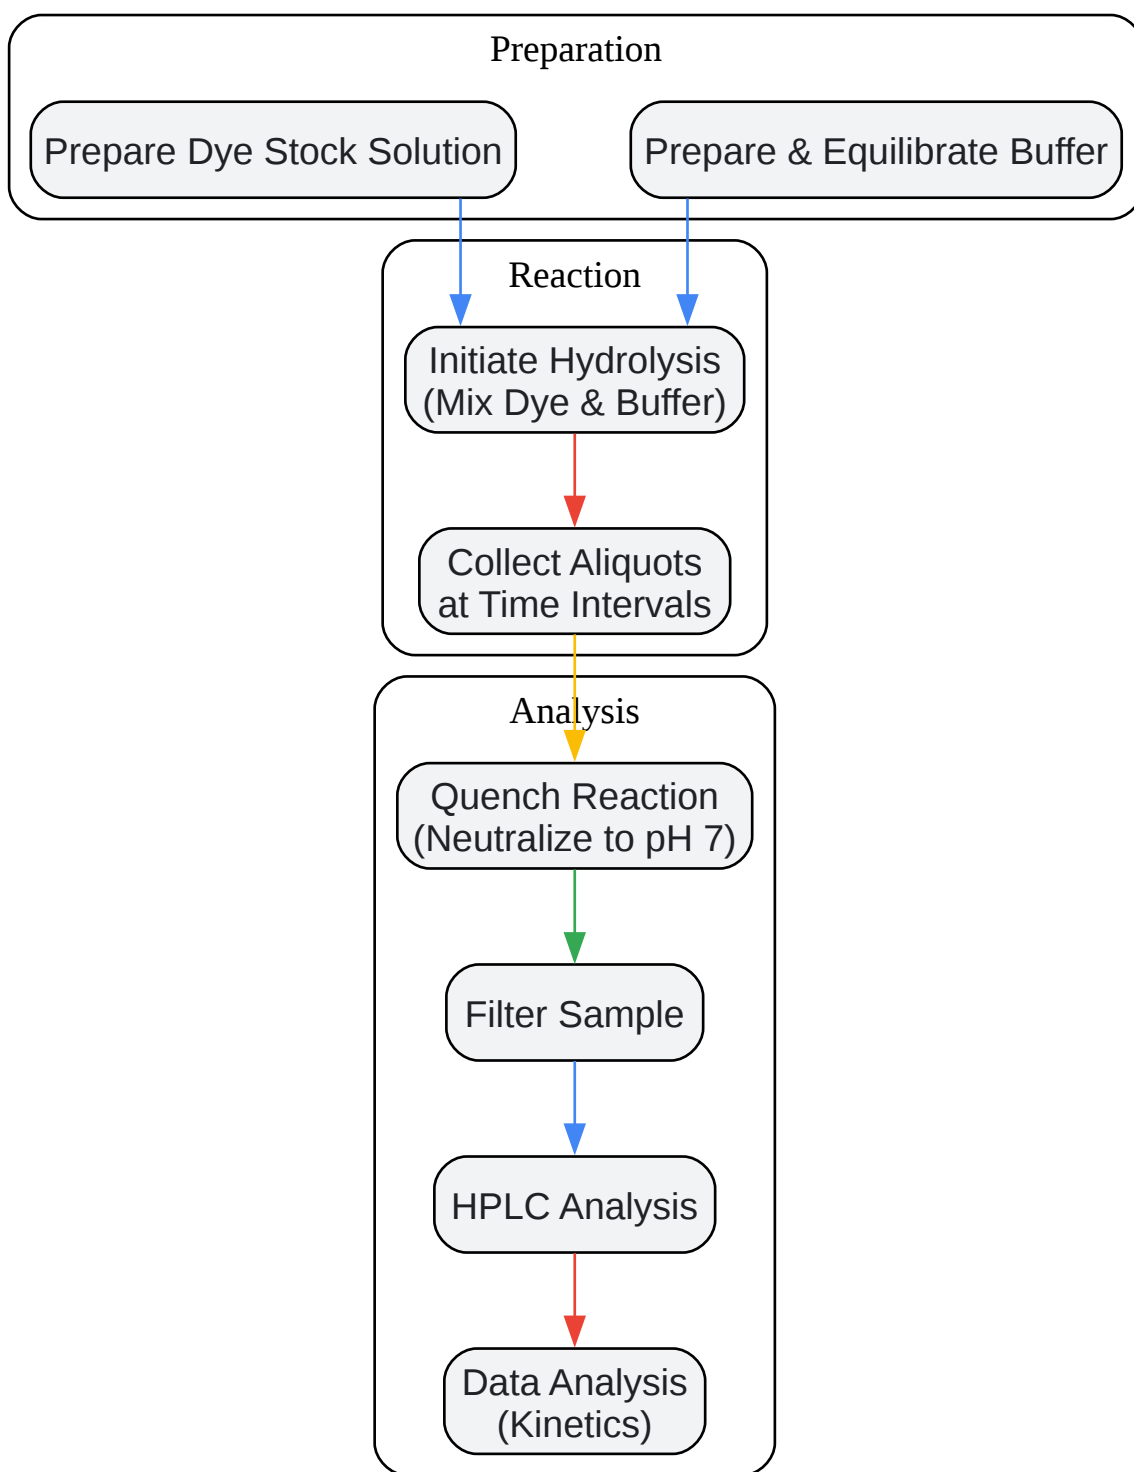 Preparation
Prepare Dye Stock Solution
Prepare & Equilibrate Buffer
Reaction
Initiate Hydrolysis
(Mix Dye & Buffer)
Collect Aliquots
at Time Intervals
Analysis
Quench Reaction
(Neutralize to pH 7)
Filter Sample
HPLC Analysis
Data Analysis
(Kinetics)